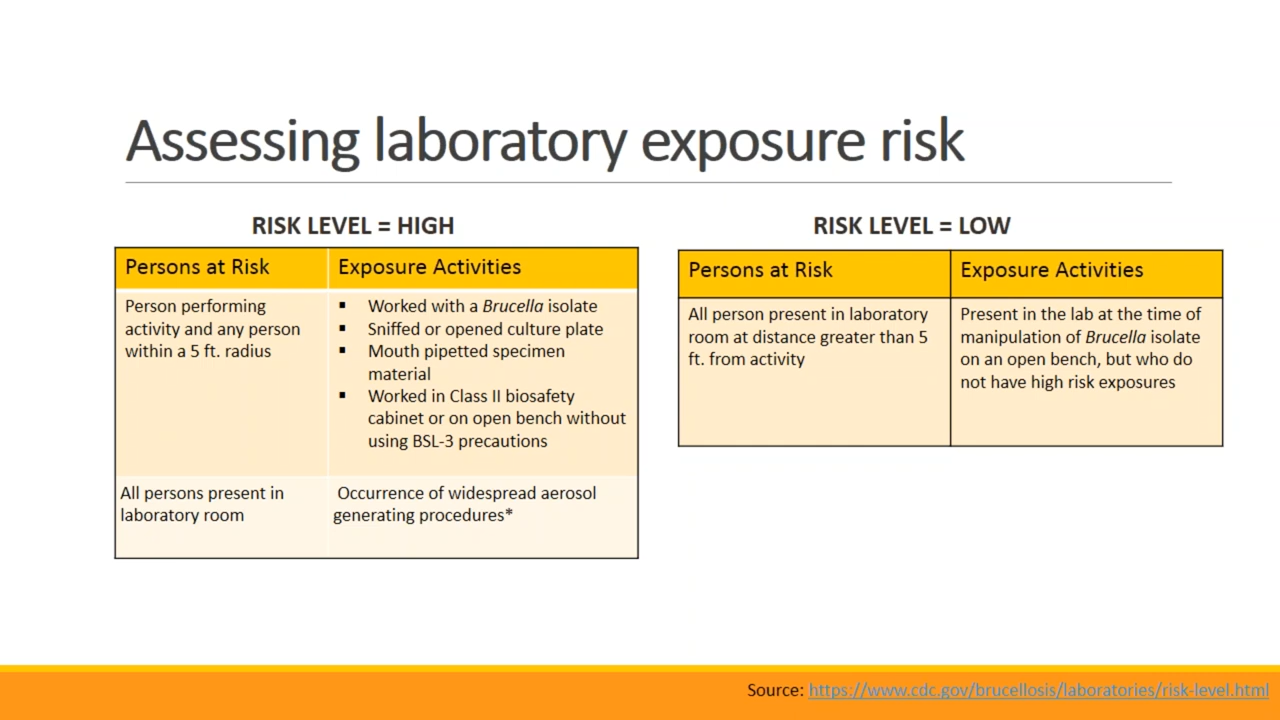 Assessing laboratory exposure risk
RISK LEVEL = HIGH
Persons at Risk
Exposure Activities
Person performing
activity and any person
within a 5 ft. radius
▪ Worked with a Brucella isolate
▪ Sniffed or opened culture plate
▪ Mouth pipetted specimen
material
▪ Worked in Class II biosafety
cabinet or on open bench without
using BSL-3 precautions
All persons present in
laboratory room
Occurrence of widespread aerosol
generating procedures*
RISK LEVEL = LOW
Persons at Risk
Exposure Activities
All person present in laboratory
room at distance greater than 5
ft. from activity
Present in the lab at the time of
manipulation of Brucella isolate
on an open bench, but who do
not have high risk exposures
Source: https://www.cdc.gov/brucellosis/laboratories/risk-level.html